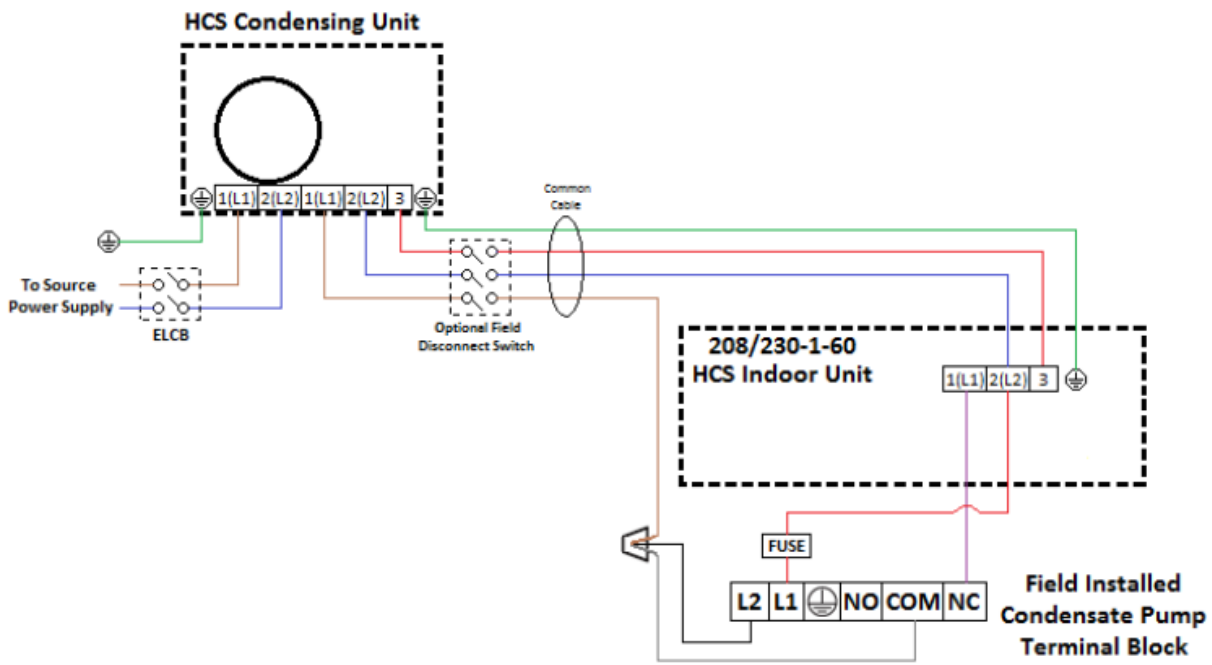 HCS Condensing Unit
1(L1) 2(L2) 1(L1) 2(L2) 3
Common
Cable
To Source
Power Supply
ELCB
Optional Field
Disconnect Switch
208/230-1-60
HCS Indoor Unit
1(L1) 2(L2) 3
FUSE
L2 L1 NO COM NC
Field Installed
Condensate Pump
Terminal Block